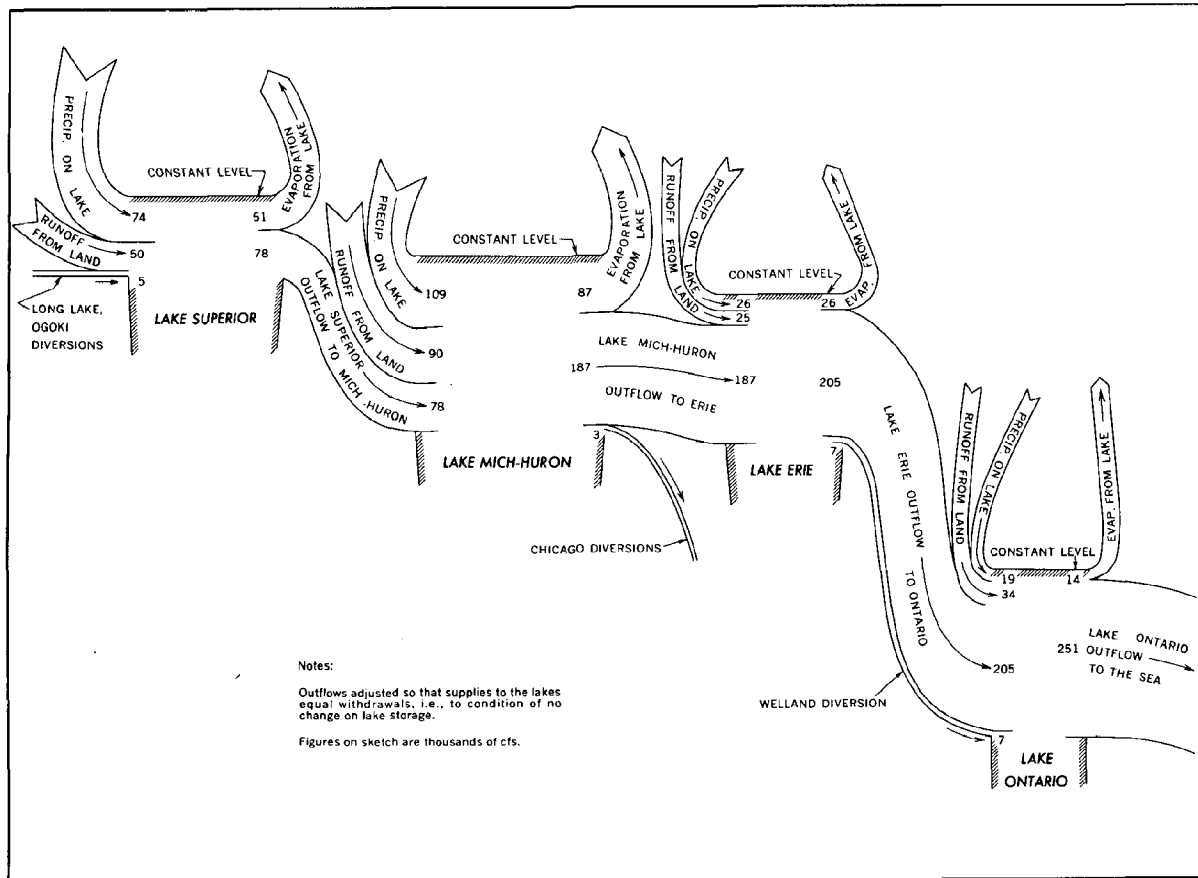 PRECIP. ON LAKE
74
RUNOFF
FROM LAND
50
5
LONG LAKE,
OGOKI
DIVERSIONS
LAKE SUPERIOR
CONSTANT LEVEL
51
EVAPORATION
FROM LAKE
78
PRECIP. ON LAKE
109
RUNOFF FROM LAND
90
LAKE SUPERIOR
OUTFLOW TO MICH-HURON
78
CONSTANT LEVEL
87
EVAPORATION
FROM LAKE
LAKE MICH-HURON
187
LAKE MICH-HURON
OUTFLOW TO ERIE
187
3
CHICAGO DIVERSIONS
RUNOFF FROM LAND
PRECIP. ON LAKE
26
25
CONSTANT LEVEL
26
EVAP. FROM LAKE
LAKE ERIE
205
7
LAKE ERIE OUTFLOW TO ONTARIO
WELLAND DIVERSION
RUNOFF FROM LAND
PRECIP. ON LAKE
CONSTANT LEVEL
19
14
34
EVAP. FROM LAKE
205
7
251
LAKE ONTARIO
OUTFLOW
TO THE SEA
LAKE
ONTARIO
Notes:
Outflows adjusted so that supplies to the lakes
equal withdrawals, i.e., to condition of no
change on lake storage.
Figures on sketch are thousands of cfs.